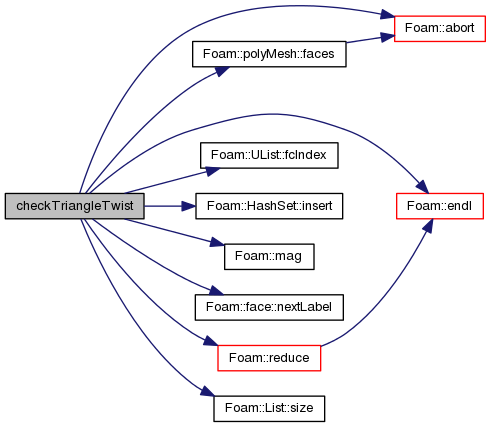 Foam::abort
Foam::polyMesh::faces
Foam::UList::fcIndex
checkTriangleTwist
Foam::HashSet::insert
Foam::endl
Foam::mag
Foam::face::nextLabel
Foam::reduce
Foam::List::size